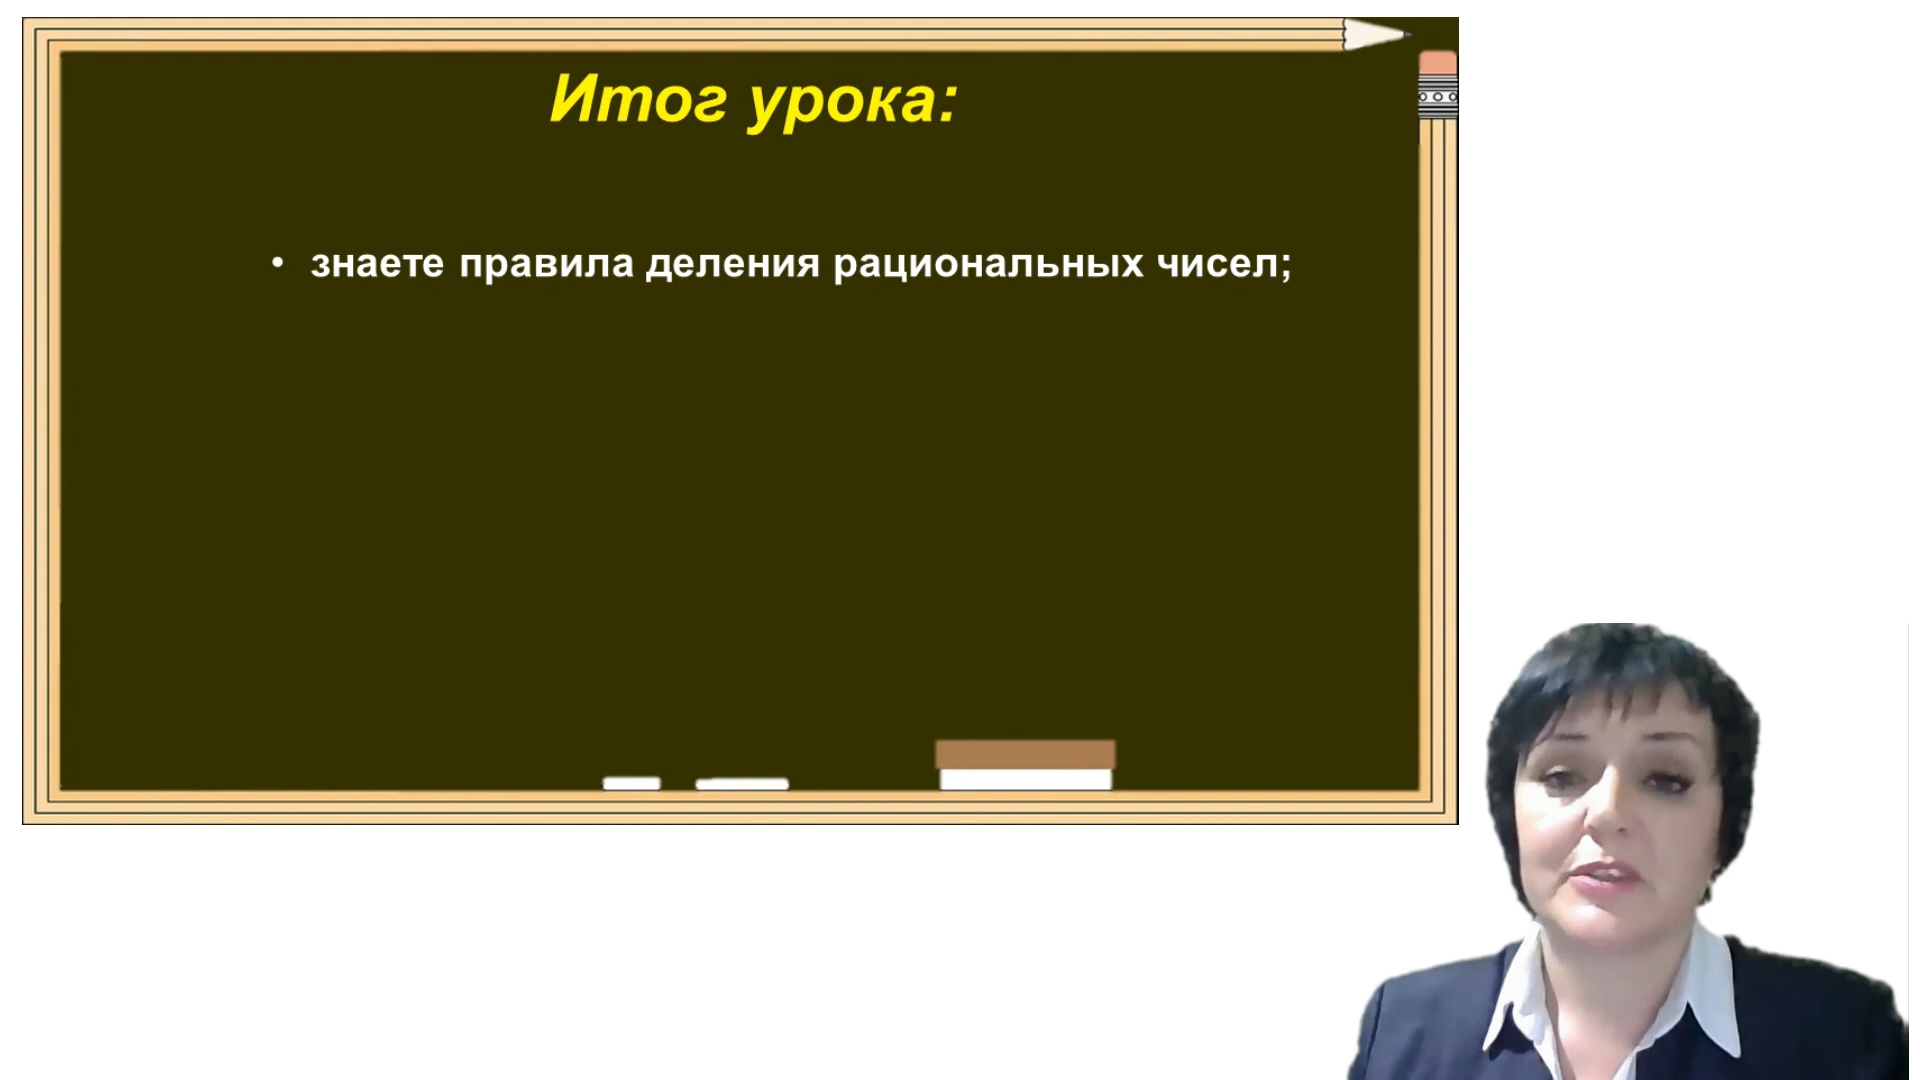 Итог урока:
• знаете правила деления рациональных чисел;